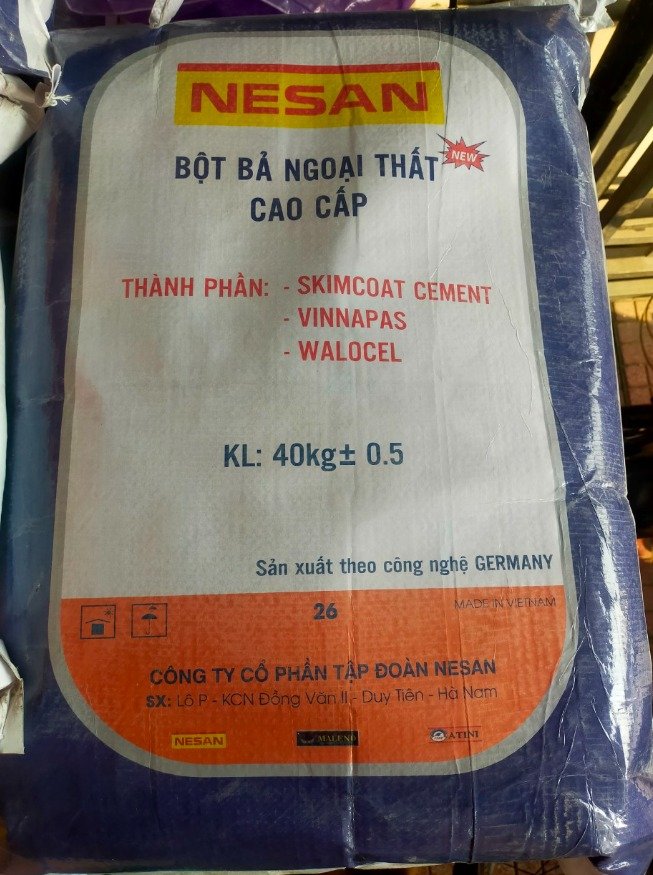 NESAN
BỘT BẢ NGOẠI THẤT
NEW
CAO CẤP
THÀNH PHẦN: - SKIMCOAT CEMENT
- VINNAPAS
- WALOCEL
KL: 40kg± 0.5
Sản xuất theo công nghệ GERMANY
26
MADE IN VIETNAM
CÔNG TY CỔ PHẦN TẬP ĐOÀN NESAN
SX: Lô P - KCN Đồng Văn II - Duy Tiên - Hà Nam
NESAN MALEND